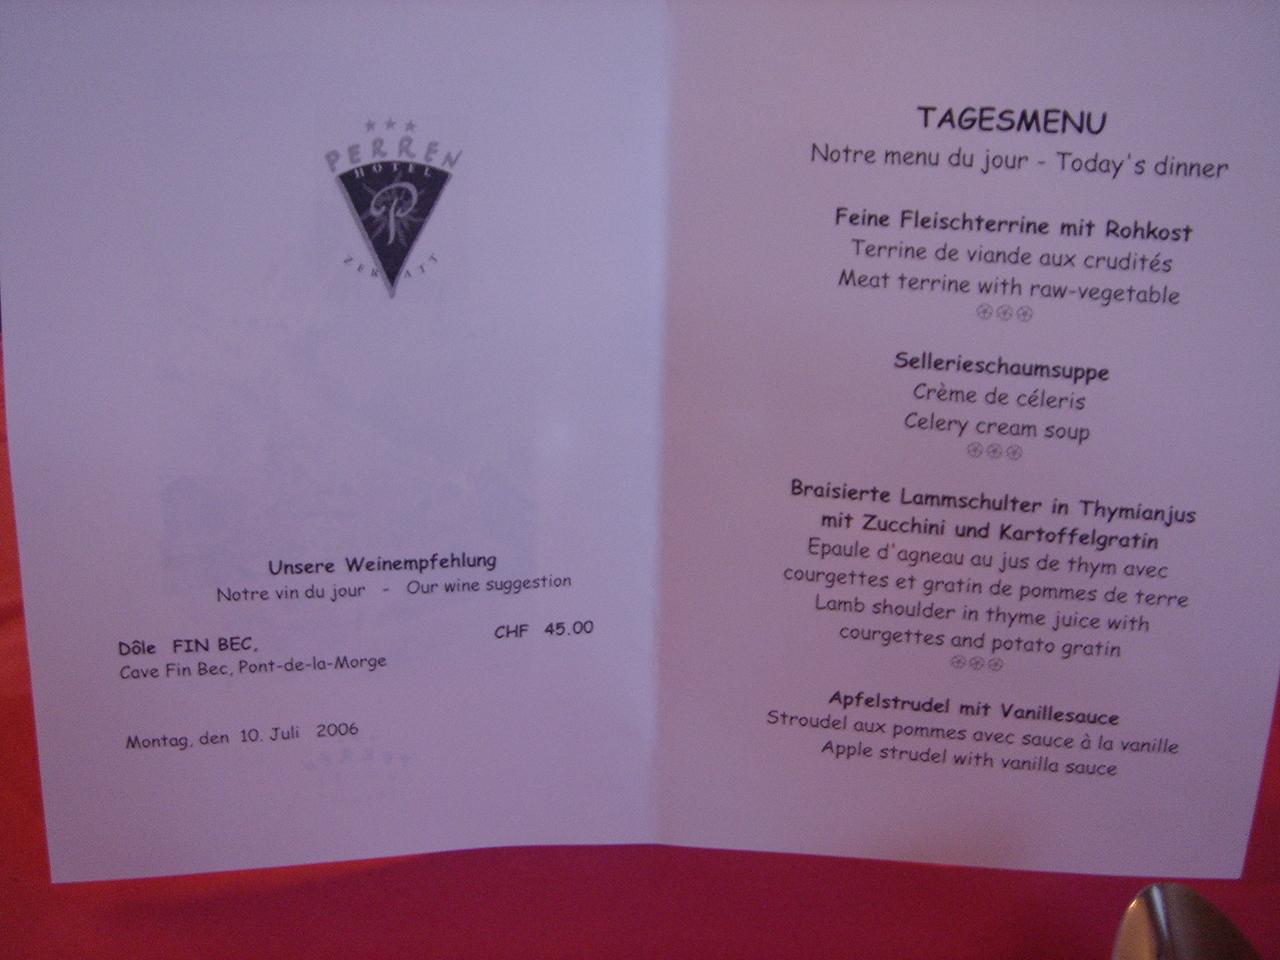 PERREN
HOTEL
ZERMATT
Unsere Weinempfehlung
Notre vin du jour - Our wine suggestion
Dôle FIN BEC, CHF 45.00
Cave Fin Bec, Pont-de-la-Morge
Montag, den 10. Juli 2006
TAGESMENU
Notre menu du jour - Today's dinner
Feine Fleischterrine mit Rohkost
Terrine de viande aux crudités
Meat terrine with raw-vegetable
Sellerieschaumsuppe
Crème de céleris
Celery cream soup
Braisierte Lammschulter in Thymianjus
mit Zucchini und Kartoffelgratin
Epaule d'agneau au jus de thym avec
courgettes et gratin de pommes de terre
Lamb shoulder in thyme juice with
courgettes and potato gratin
Apfelstrudel mit Vanillesauce
Stroudel aux pommes avec sauce à la vanille
Apple strudel with vanilla sauce